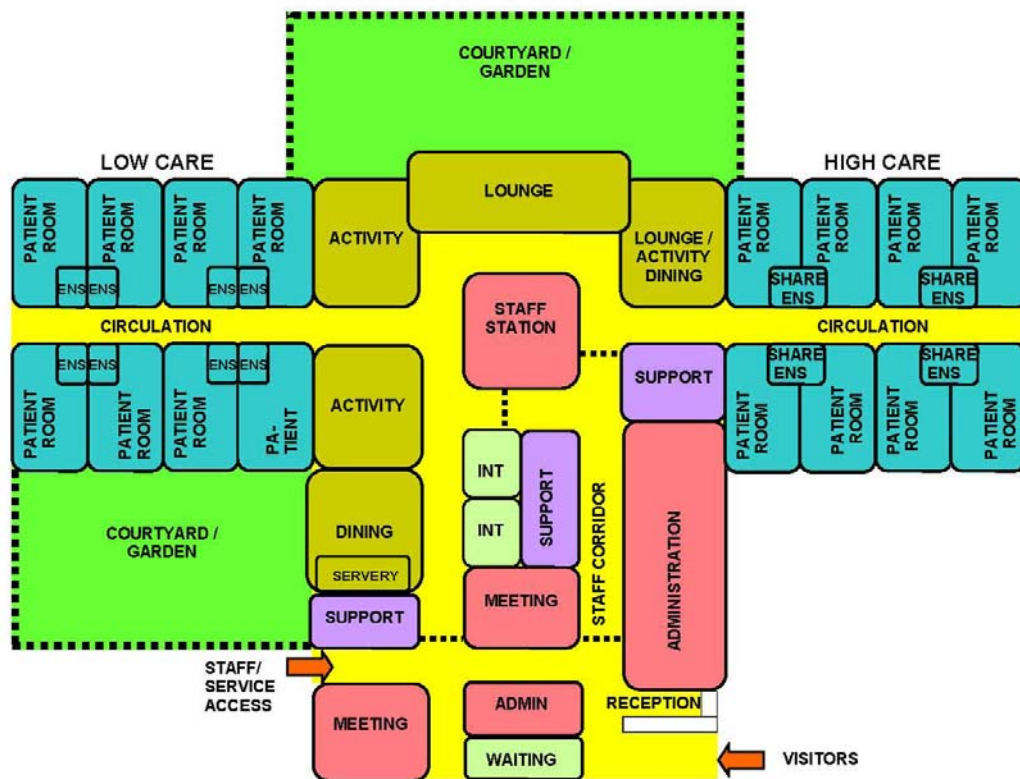 COURTYARD /
GARDEN
LOW CARE
HIGH CARE
PATIENT
ROOM
PATIENT
ROOM
PATIENT
ROOM
PATIENT
ROOM
ENS
ENS
ENS
ENS
ACTIVITY
LOUNGE
LOUNGE /
ACTIVITY
DINING
PATIENT
ROOM
PATIENT
ROOM
PATIENT
ROOM
PATIENT
ROOM
SHARE
ENS
SHARE
ENS
STAFF
STATION
CIRCULATION
CIRCULATION
ENS
ENS
ENS
ENS
PATIENT
ROOM
PATIENT
ROOM
PATIENT
ROOM
PA-
TIENT
ACTIVITY
SUPPORT
SHARE
ENS
SHARE
ENS
PATIENT
ROOM
PATIENT
ROOM
PATIENT
ROOM
PATIENT
ROOM
INT
INT
SUPPORT
STAFF CORRIDOR
ADMINISTRATION
COURTYARD /
GARDEN
DINING
SERVERY
SUPPORT
MEETING
STAFF/
SERVICE
ACCESS
MEETING
ADMIN
RECEPTION
WAITING
VISITORS